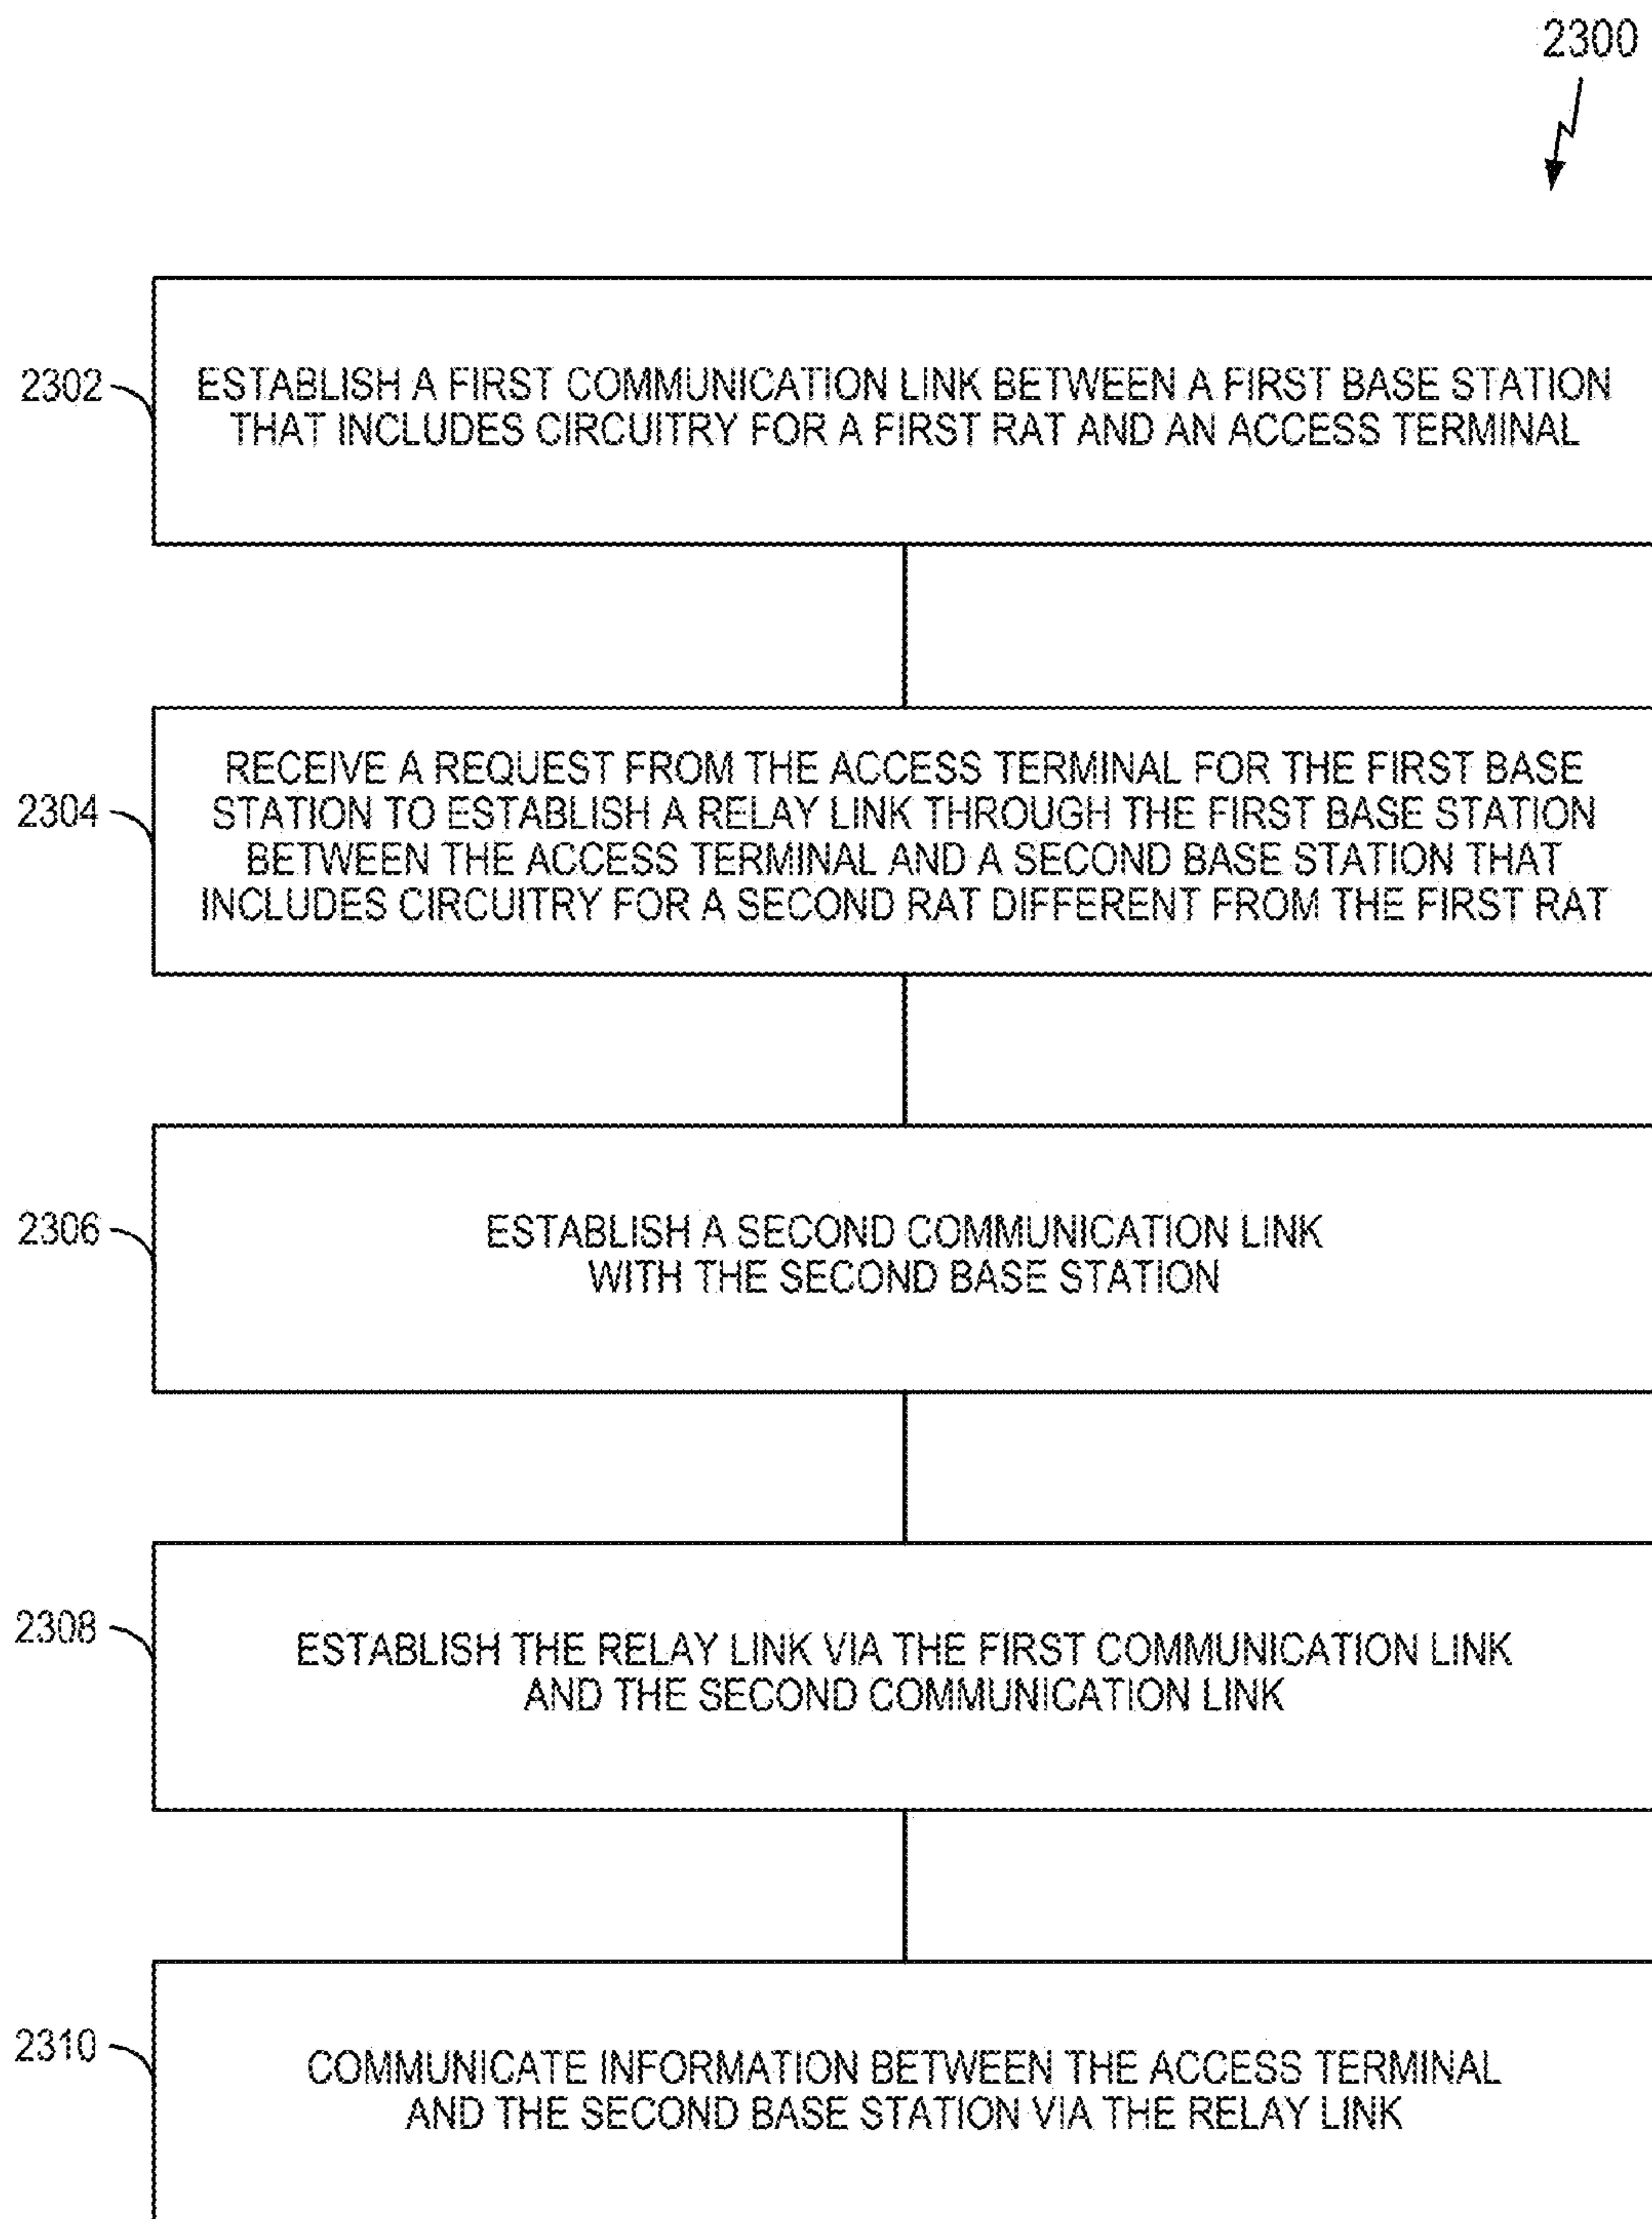 2300
2302
ESTABLISH A FIRST COMMUNICATION LINK BETWEEN A FIRST BASE STATION
THAT INCLUDES CIRCUITRY FOR A FIRST RAT AND AN ACCESS TERMINAL
2304
RECEIVE A REQUEST FROM THE ACCESS TERMINAL FOR THE FIRST BASE
STATION TO ESTABLISH A RELAY LINK THROUGH THE FIRST BASE STATION
BETWEEN THE ACCESS TERMINAL AND A SECOND BASE STATION THAT
INCLUDES CIRCUITRY FOR A SECOND RAT DIFFERENT FROM THE FIRST RAT
2306
ESTABLISH A SECOND COMMUNICATION LINK
WITH THE SECOND BASE STATION
2308
ESTABLISH THE RELAY LINK VIA THE FIRST COMMUNICATION LINK
AND THE SECOND COMMUNICATION LINK
2310
COMMUNICATE INFORMATION BETWEEN THE ACCESS TERMINAL
AND THE SECOND BASE STATION VIA THE RELAY LINK